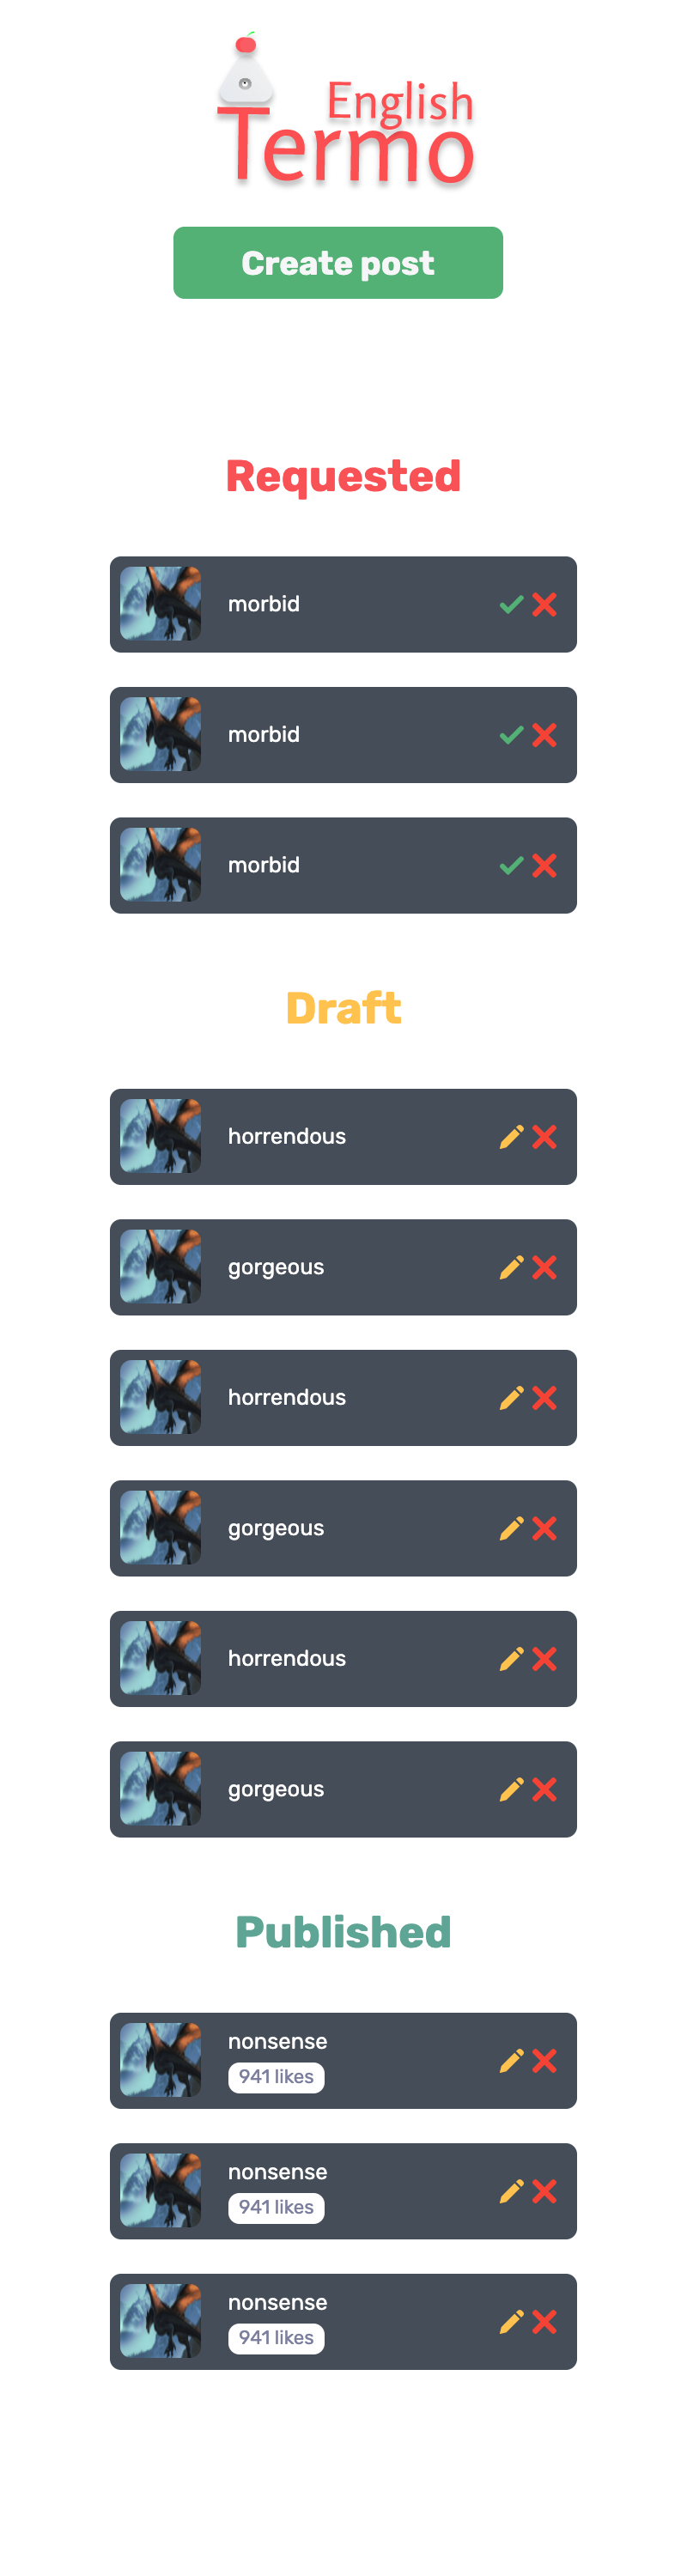 English
Termo
Create post
Requested
morbid
morbid
morbid
Draft
horrendous
gorgeous
horrendous
gorgeous
horrendous
gorgeous
Published
nonsense
941 likes
nonsense
941 likes
nonsense
941 likes